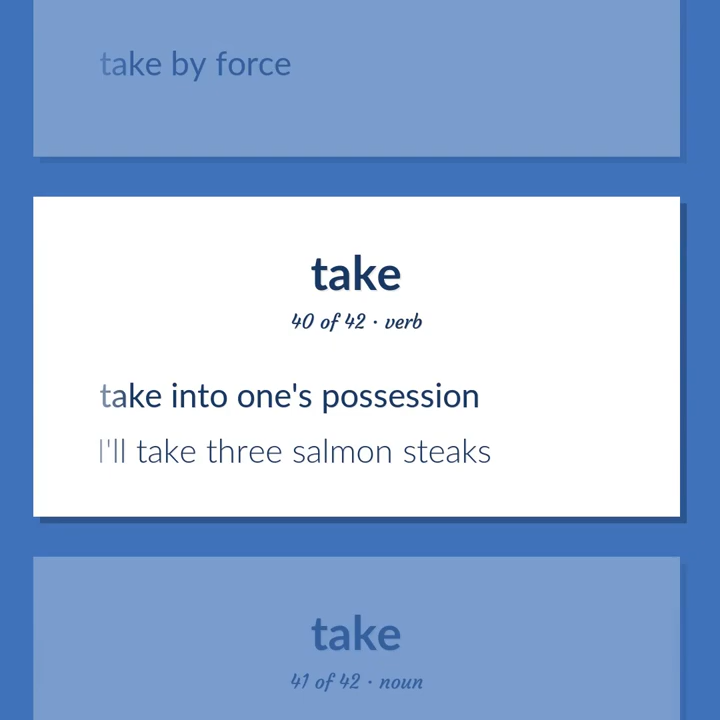 take by force
take
40 of 42 · verb
take into one's possession
I'll take three salmon steaks
take
41 of 42 · noun